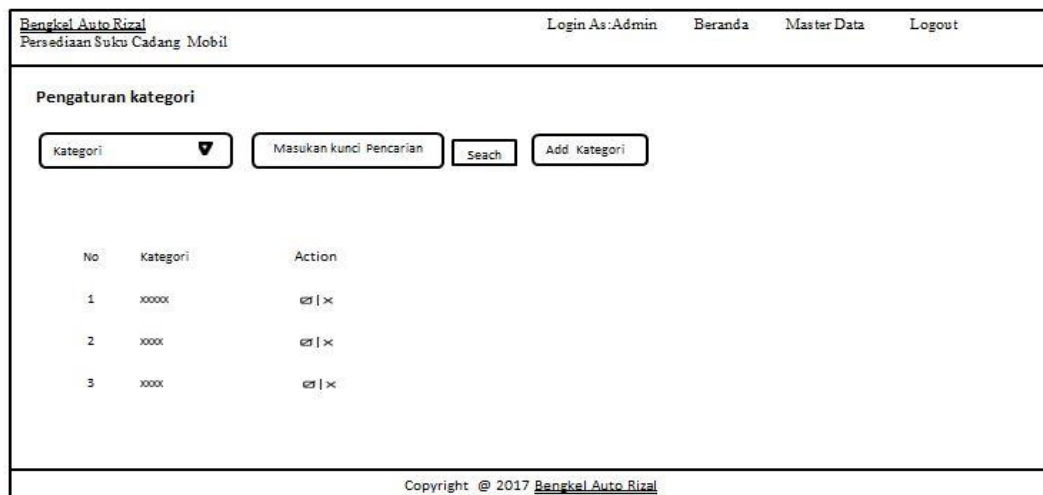 Bengkel Auto Rizal
Persediaan Suku Cadang Mobil
Login As:Admin Beranda Master Data Logout
Pengaturan kategori
Kategori Masukan kunci Pencarian Seach Add Kategori
No Kategori Action
1 xxxxx |
2 xxxx |
3 xxxx |
Copyright @ 2017 Bengkel Auto Rizal